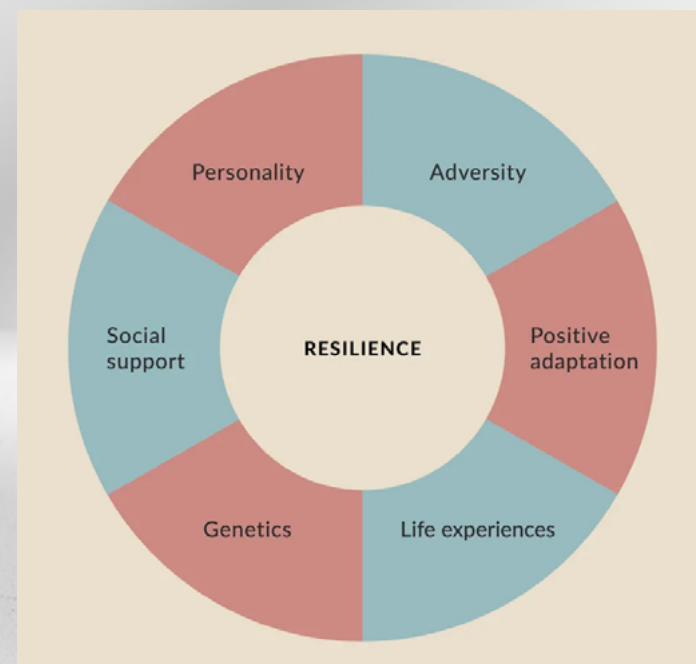 Personality
Adversity
Social
support
RESILIENCE
Positive
adaptation
Genetics
Life experiences